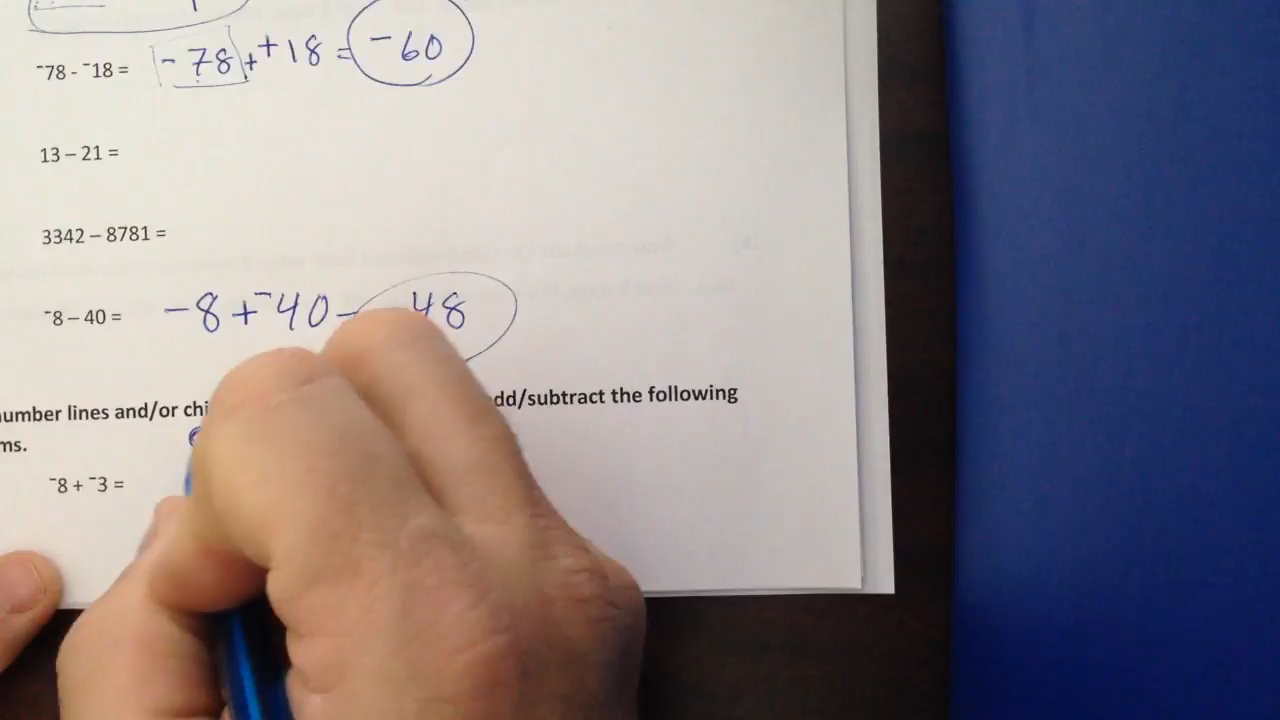 ⁻78 - ⁻18 = - 78 + +18 = -60
13 – 21 =
3342 – 8781 =
⁻8 – 40 = -8 + ⁻40 - 48
number lines and/or chi dd/subtract the following
ms.
⁻8 + ⁻3 =